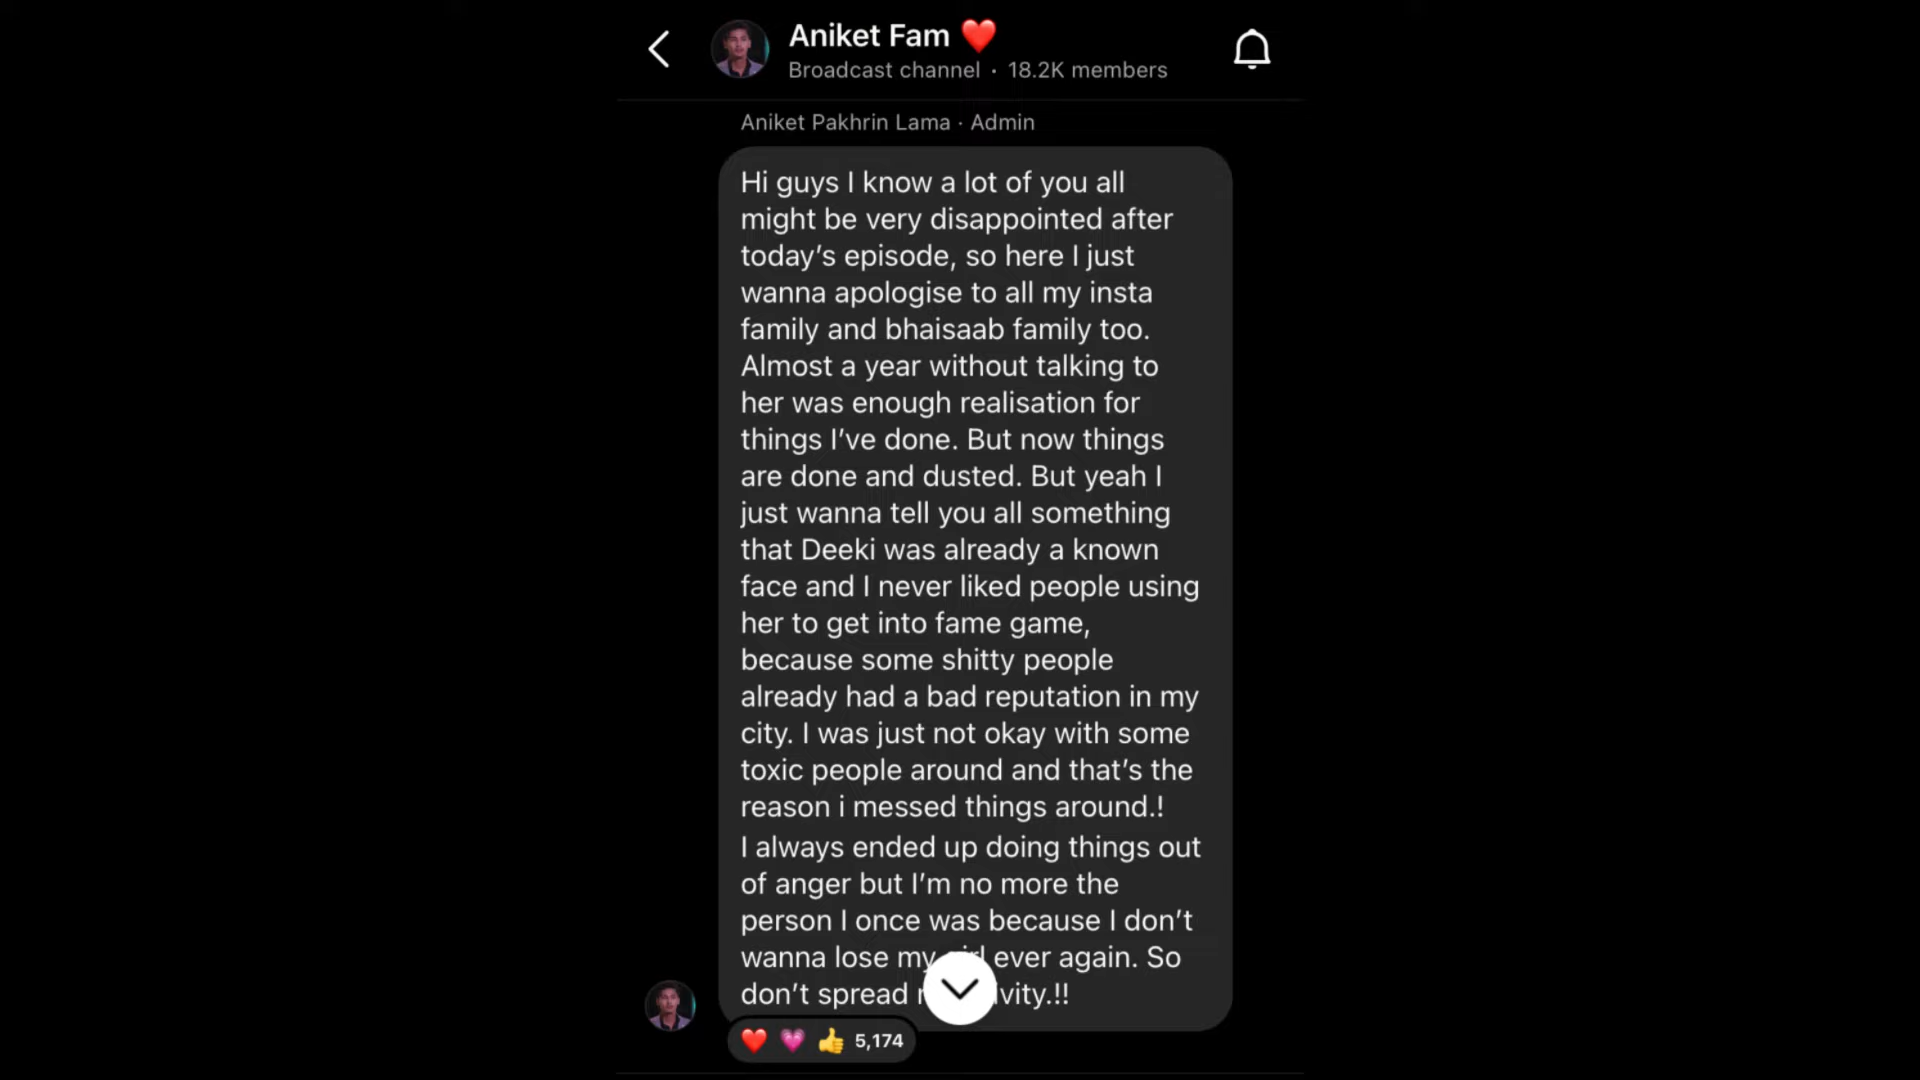 Aniket Fam ❤️
Broadcast channel · 18.2K members
Aniket Pakhrin Lama · Admin
Hi guys I know a lot of you all
might be very disappointed after
today's episode, so here I just
wanna apologise to all my insta
family and bhaisaab family too.
Almost a year without talking to
her was enough realisation for
things I've done. But now things
are done and dusted. But yeah I
just wanna tell you all something
that Deeki was already a known
face and I never liked people using
her to get into fame game,
because some shitty people
already had a bad reputation in my
city. I was just not okay with some
toxic people around and that's the
reason i messed things around.!
I always ended up doing things out
of anger but I'm no more the
person I once was because I don't
wanna lose my ever again. So
don't spread
❤️ 💗 👍 5,174